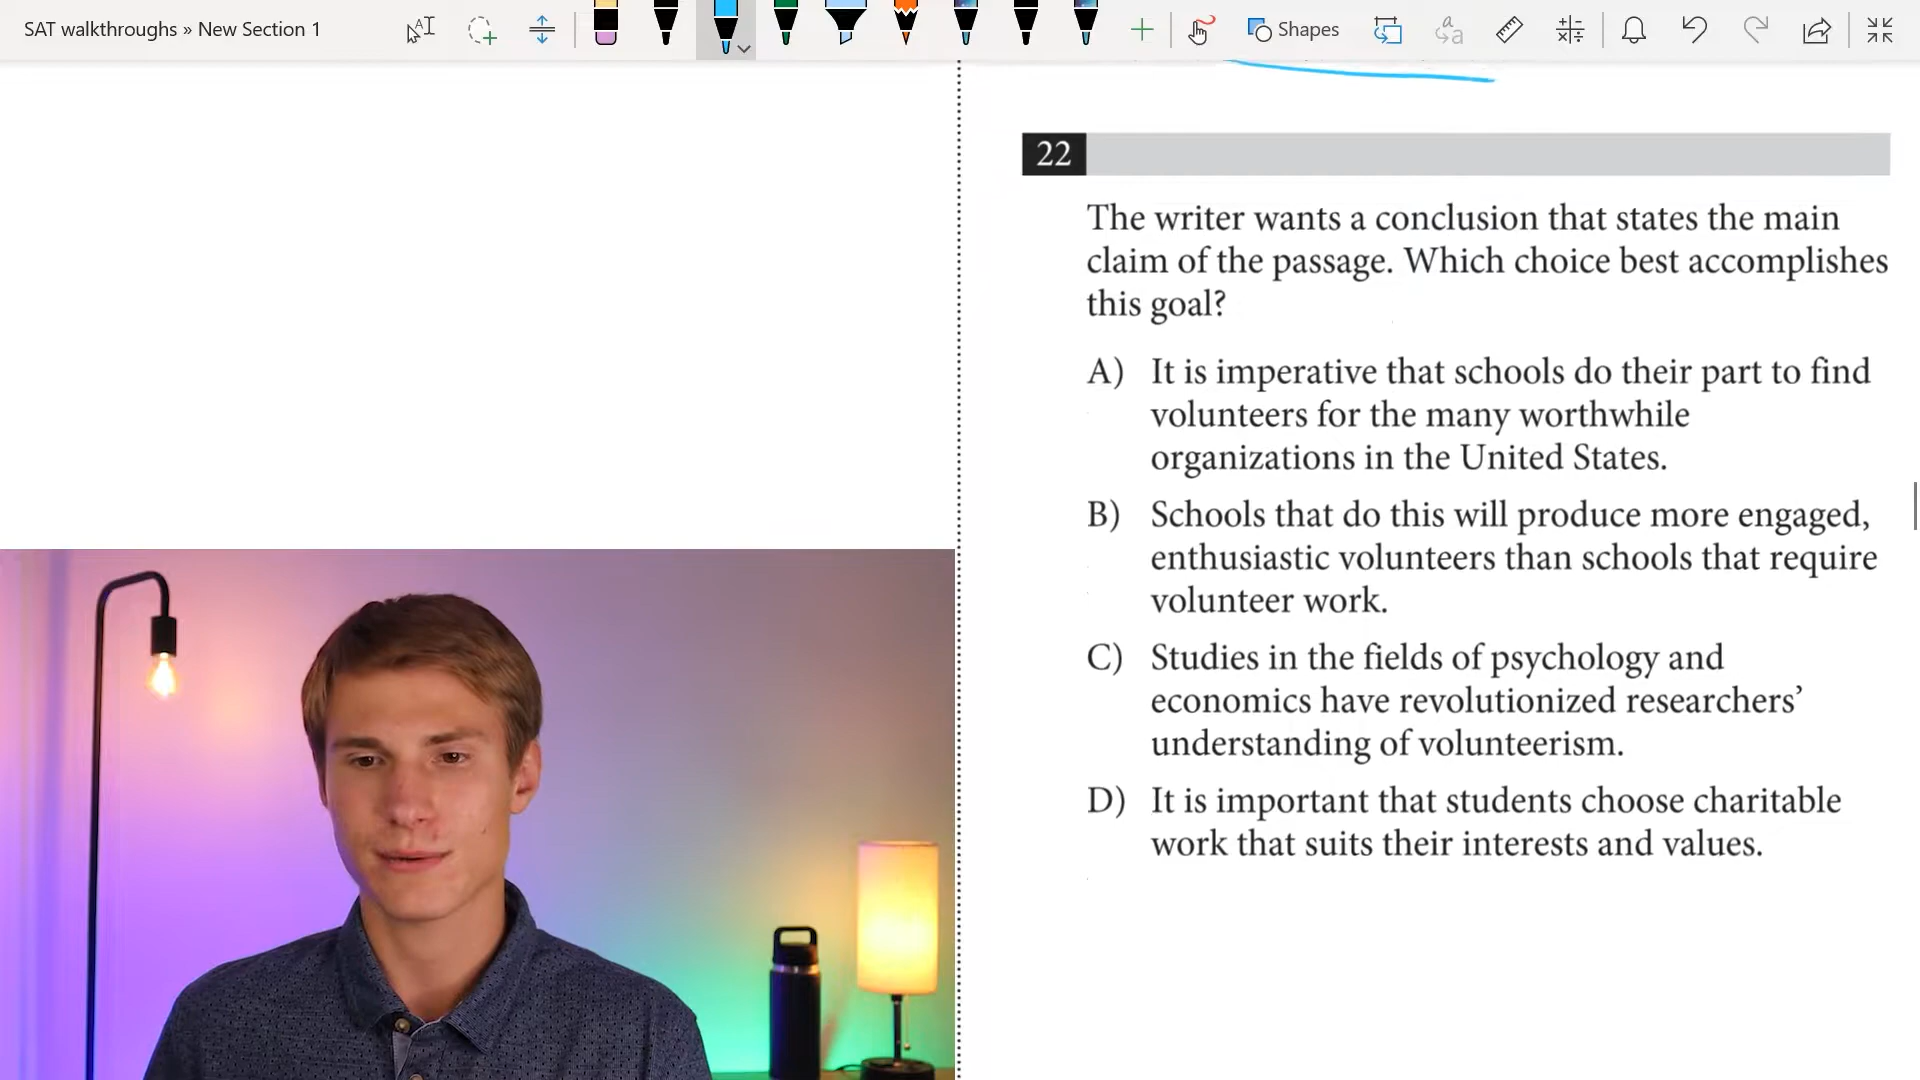 SAT walkthroughs » New Section 1
Shapes
22
The writer wants a conclusion that states the main
claim of the passage. Which choice best accomplishes
this goal?
A) It is imperative that schools do their part to find
volunteers for the many worthwhile
organizations in the United States.
B) Schools that do this will produce more engaged,
enthusiastic volunteers than schools that require
volunteer work.
C) Studies in the fields of psychology and
economics have revolutionized researchers’
understanding of volunteerism.
D) It is important that students choose charitable
work that suits their interests and values.